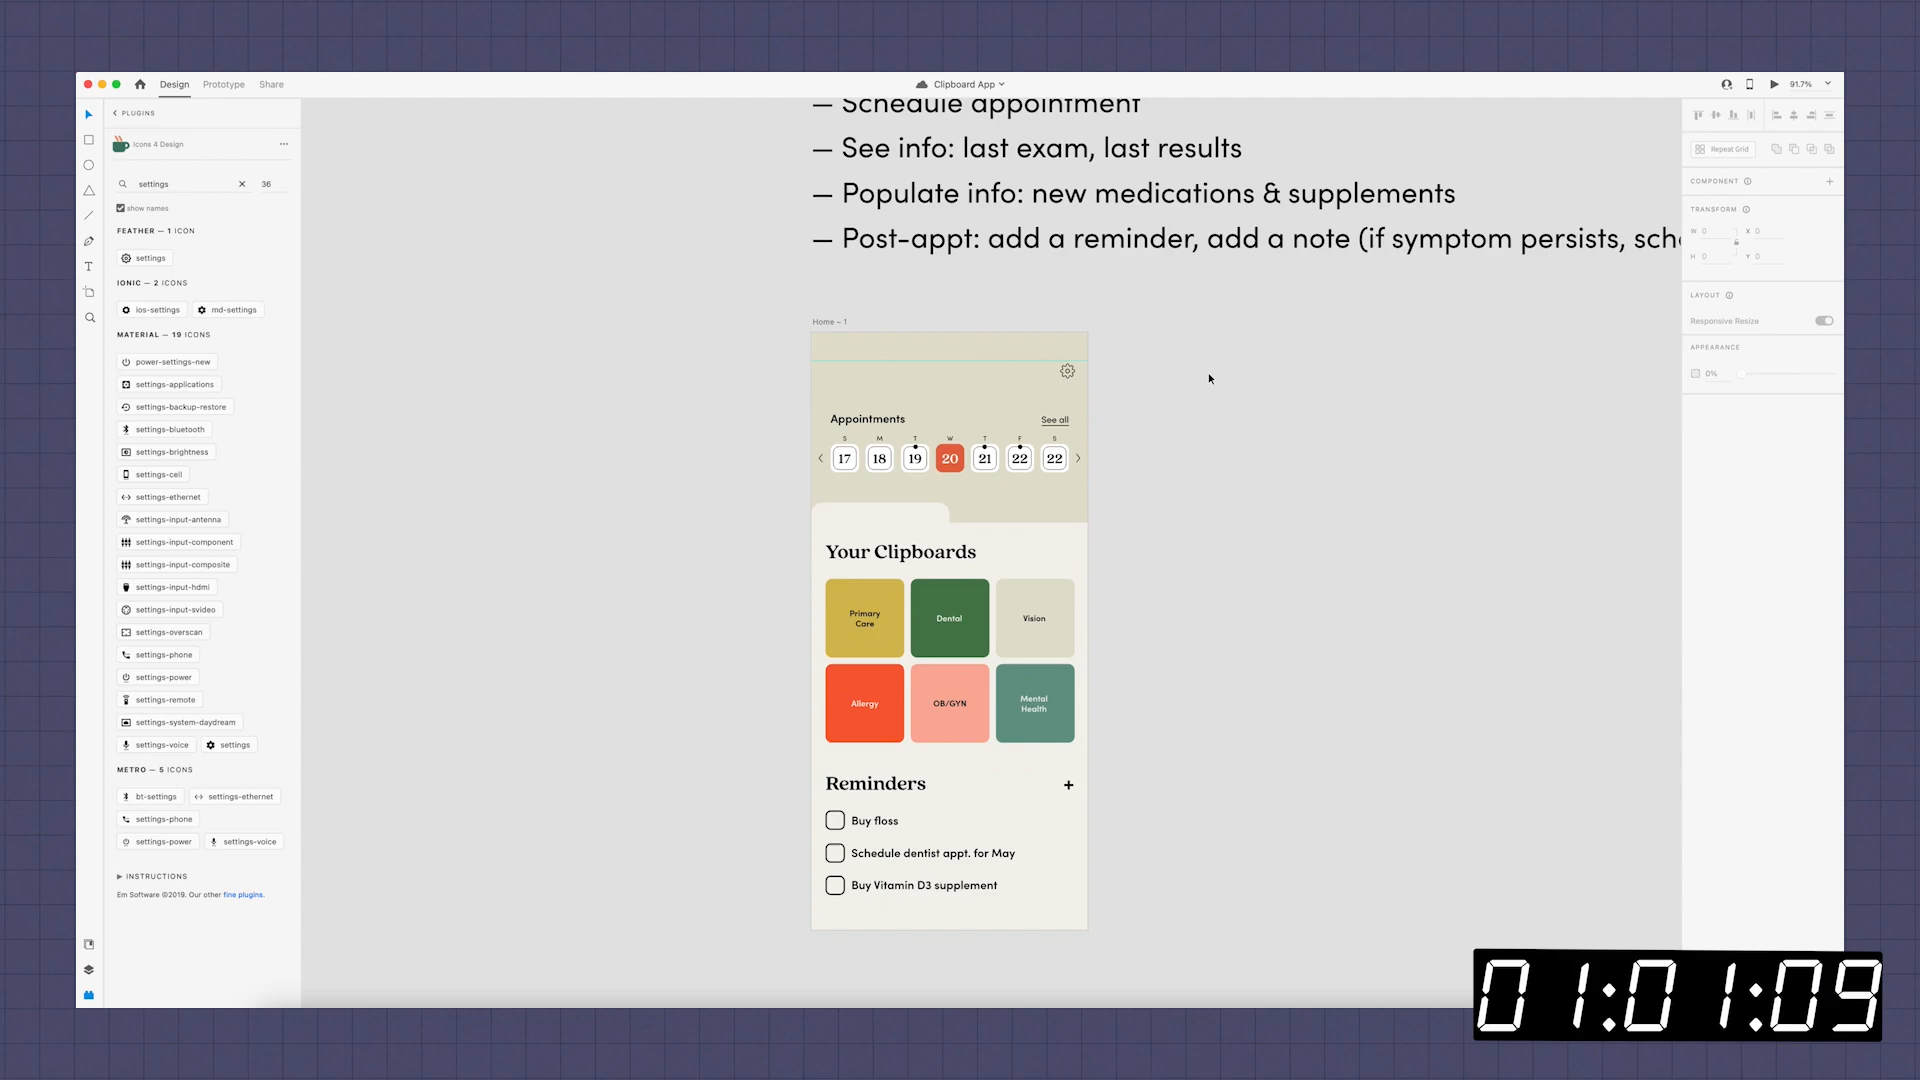 Design Prototype Share
Clipboard App
91.7%
PLUGINS
Icons 4 Design
settings 36
show names
FEATHER — 1 ICON
settings
IONIC — 2 ICONS
ios-settings md-settings
MATERIAL — 19 ICONS
power-settings-new
settings-applications
settings-backup-restore
settings-bluetooth
settings-brightness
settings-cell
settings-ethernet
settings-input-antenna
settings-input-component
settings-input-composite
settings-input-hdmi
settings-input-svideo
settings-overscan
settings-phone
settings-power
settings-remote
settings-system-daydream
settings-voice settings
METRO — 5 ICONS
bt-settings settings-ethernet
settings-phone
settings-power settings-voice
INSTRUCTIONS
Em Software ©2019. Our other fine plugins.
— Schedule appointment
— See info: last exam, last results
— Populate info: new medications & supplements
— Post-appt: add a reminder, add a note (if symptom persists, sch
Home – 1
Appointments See all
S M T W T F S
17 18 19 20 21 22 22
Your Clipboards
Primary
Care
Dental
Vision
Allergy
OB/GYN
Mental
Health
Reminders +
Buy floss
Schedule dentist appt. for May
Buy Vitamin D3 supplement
Repeat Grid
COMPONENT +
TRANSFORM
W 0 X 0
H 0 Y 0
LAYOUT
Responsive Resize
APPEARANCE
0%
01:01:09